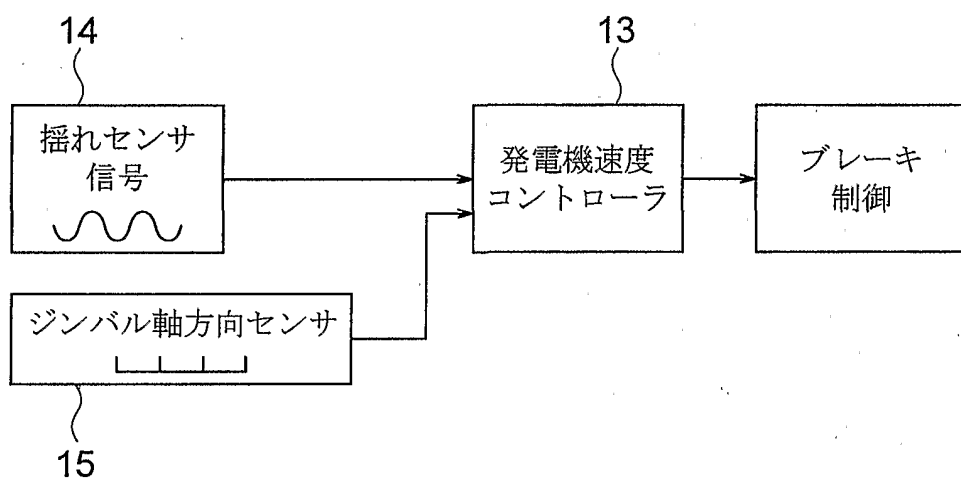 14
揺れセンサ
信号
13
発電機速度
コントローラ
ブレーキ
制御
ジンバル軸方向センサ
15